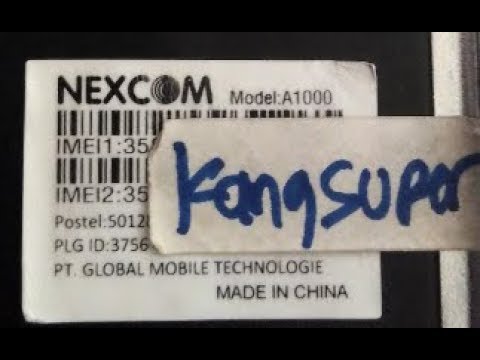 NEXCOM Model:A1000
IMEI1:35
IMEI2:35
Kangsupar
Postel:5012
PLG ID:3756
PT. GLOBAL MOBILE TECHNOLOGIE
MADE IN CHINA